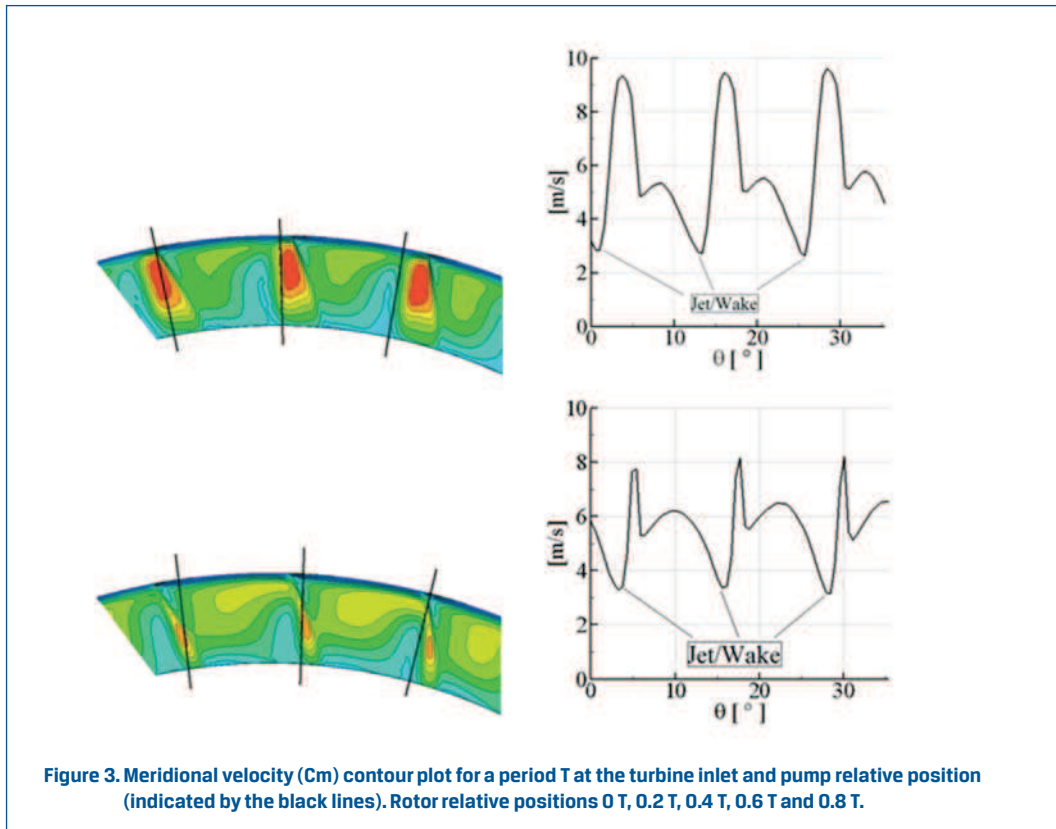 10
8
6
4
2
0
[m/s]
Jet/Wake
0 10 20 30
θ [ ° ]
10
8
6
4
2
0
[m/s]
Jet/Wake
0 10 20 30
θ [ ° ]
Figure 3. Meridional velocity (Cm) contour plot for a period T at the turbine inlet and pump relative position
(indicated by the black lines). Rotor relative positions 0 T, 0.2 T, 0.4 T, 0.6 T and 0.8 T.